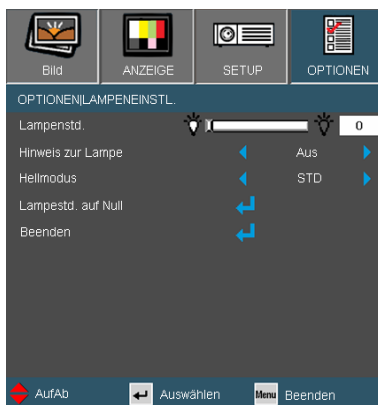 Bild ANZEIGE SETUP OPTIONEN
OPTIONEN|LAMPENEINSTL.
Lampenstd. 0
Hinweis zur Lampe Aus
Hellmodus STD
Lampestd. auf Null
Beenden
AufAb Auswählen Menu Beenden